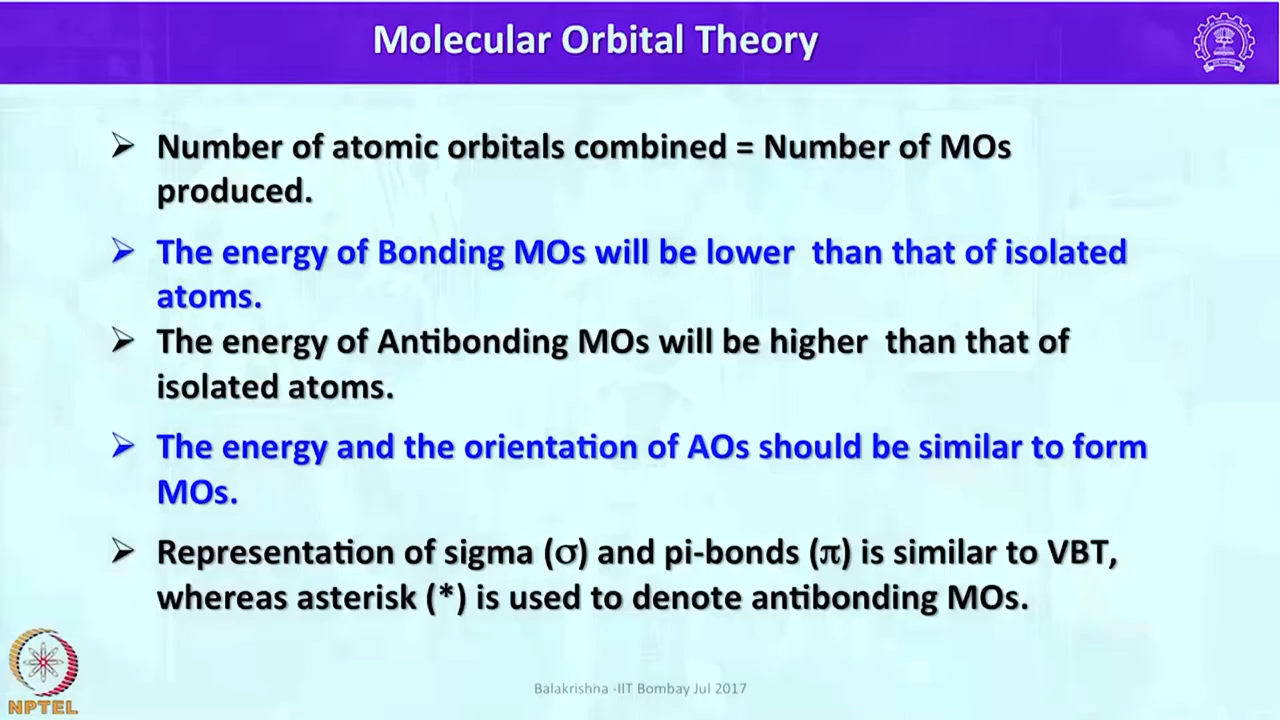 Molecular Orbital Theory
➢ Number of atomic orbitals combined = Number of MOs
produced.
➢ The energy of Bonding MOs will be lower than that of isolated
atoms.
➢ The energy of Antibonding MOs will be higher than that of
isolated atoms.
➢ The energy and the orientation of AOs should be similar to form
MOs.
➢ Representation of sigma (σ) and pi-bonds (π) is similar to VBT,
whereas asterisk (*) is used to denote antibonding MOs.
Balakrishna -IIT Bombay Jul 2017
NPTEL